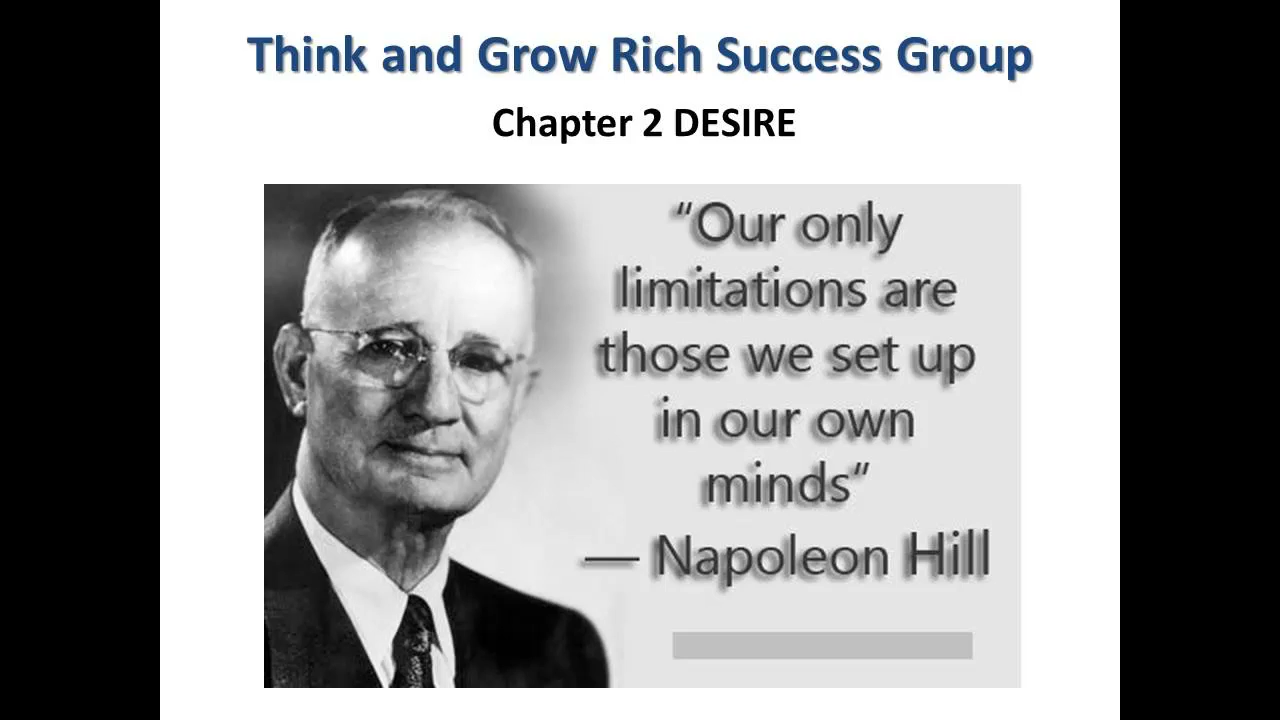 Think and Grow Rich Success Group
Chapter 2 DESIRE
“Our only
limitations are
those we set up
in our own
minds”
— Napoleon Hill